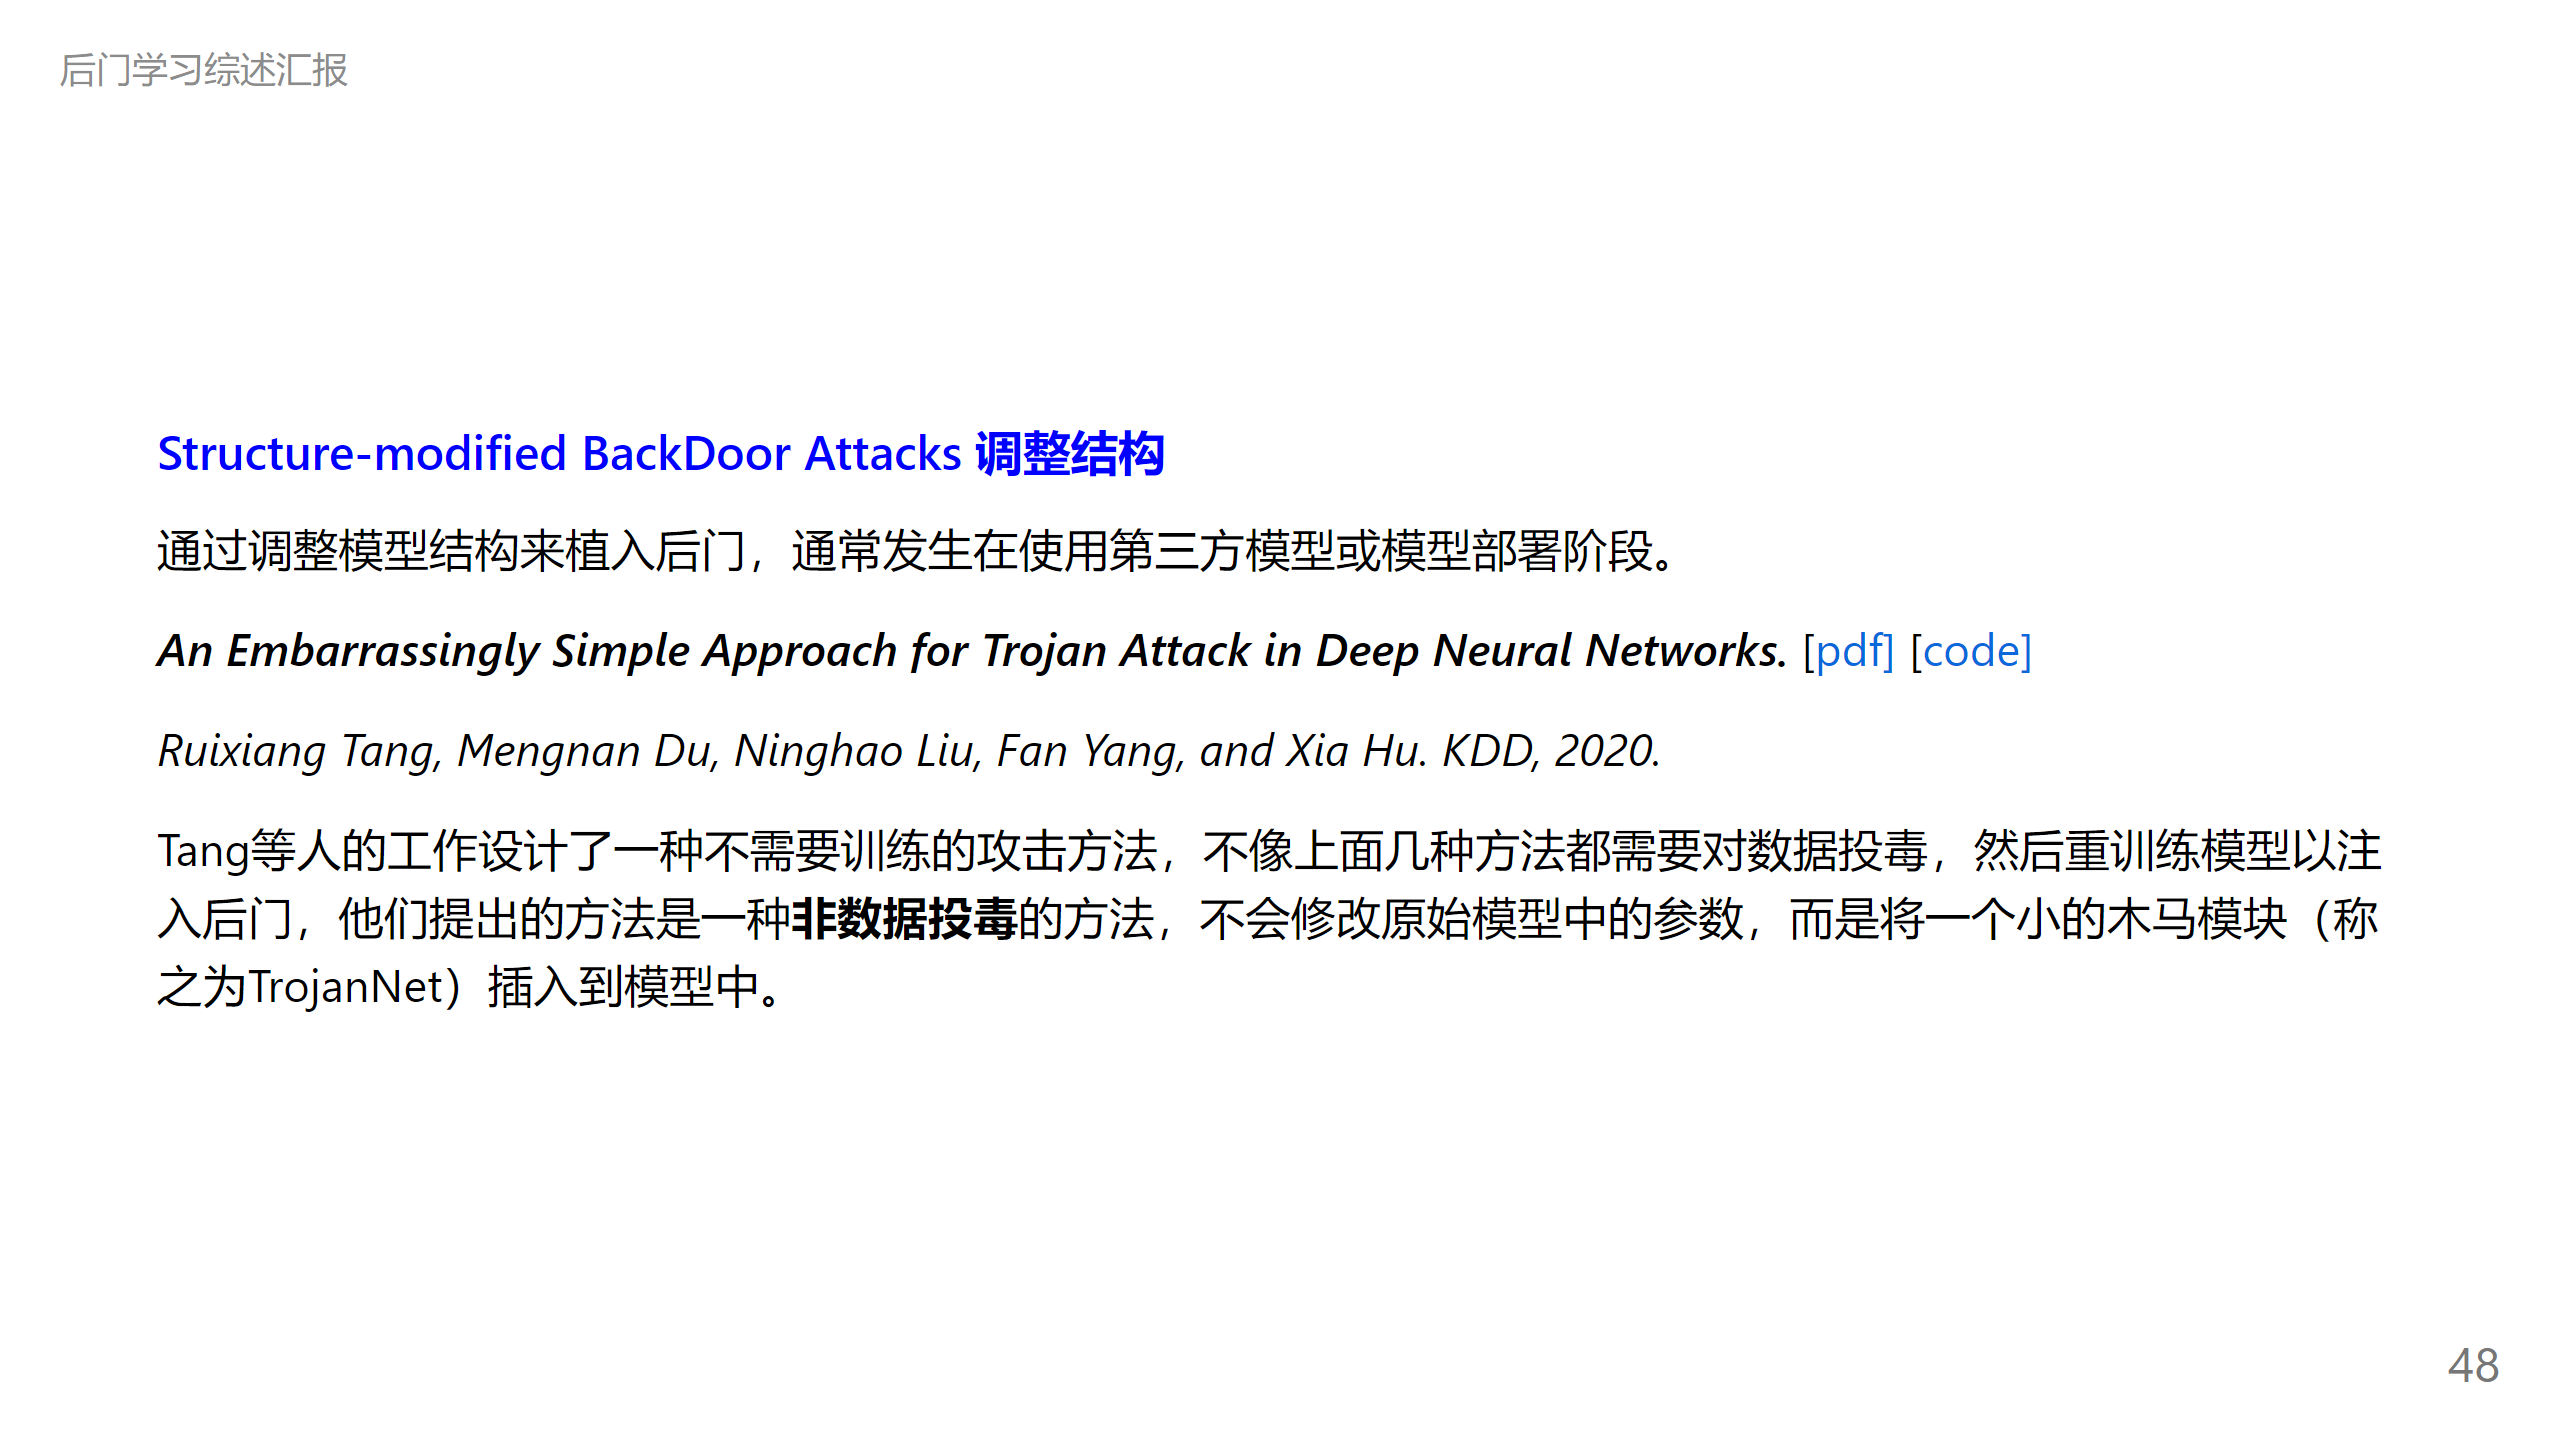 后门学习综述汇报
Structure-modified BackDoor Attacks 调整结构
通过调整模型结构来植入后门，通常发生在使用第三方模型或模型部署阶段。
An Embarrassingly Simple Approach for Trojan Attack in Deep Neural Networks. [pdf] [code]
Ruixiang Tang, Mengnan Du, Ninghao Liu, Fan Yang, and Xia Hu. KDD, 2020.
Tang等人的工作设计了一种不需要训练的攻击方法，不像上面几种方法都需要对数据投毒，然后重训练模型以注
入后门，他们提出的方法是一种非数据投毒的方法，不会修改原始模型中的参数，而是将一个小的木马模块（称
之为TrojanNet）插入到模型中。
48